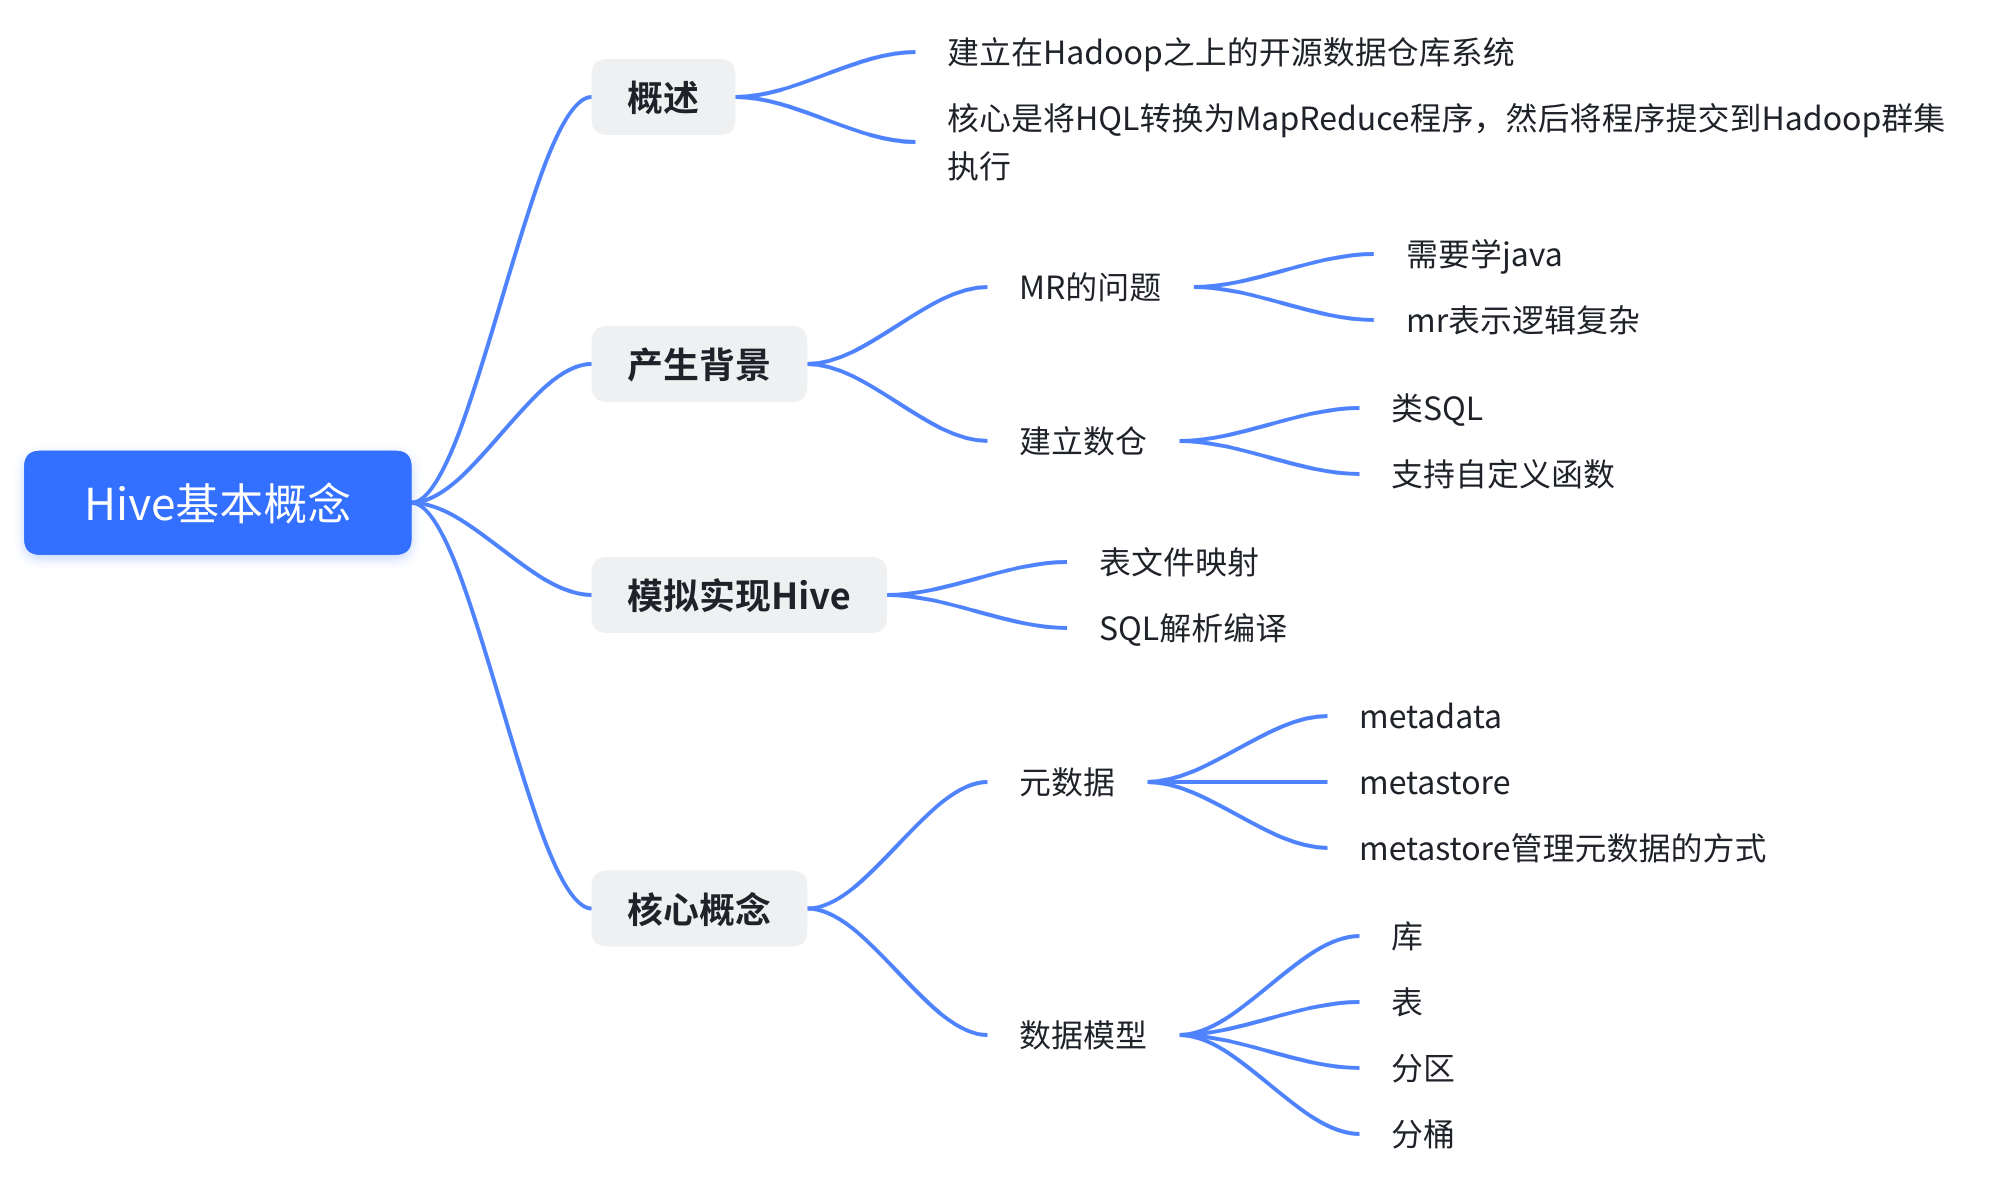 Hive基本概念
概述
建立在Hadoop之上的开源数据仓库系统
核心是将HQL转换为MapReduce程序，然后将程序提交到Hadoop群集
执行
产生背景
MR的问题
需要学java
mr表示逻辑复杂
建立数仓
类SQL
支持自定义函数
模拟实现Hive
表文件映射
SQL解析编译
核心概念
元数据
metadata
metastore
metastore管理元数据的方式
数据模型
库
表
分区
分桶